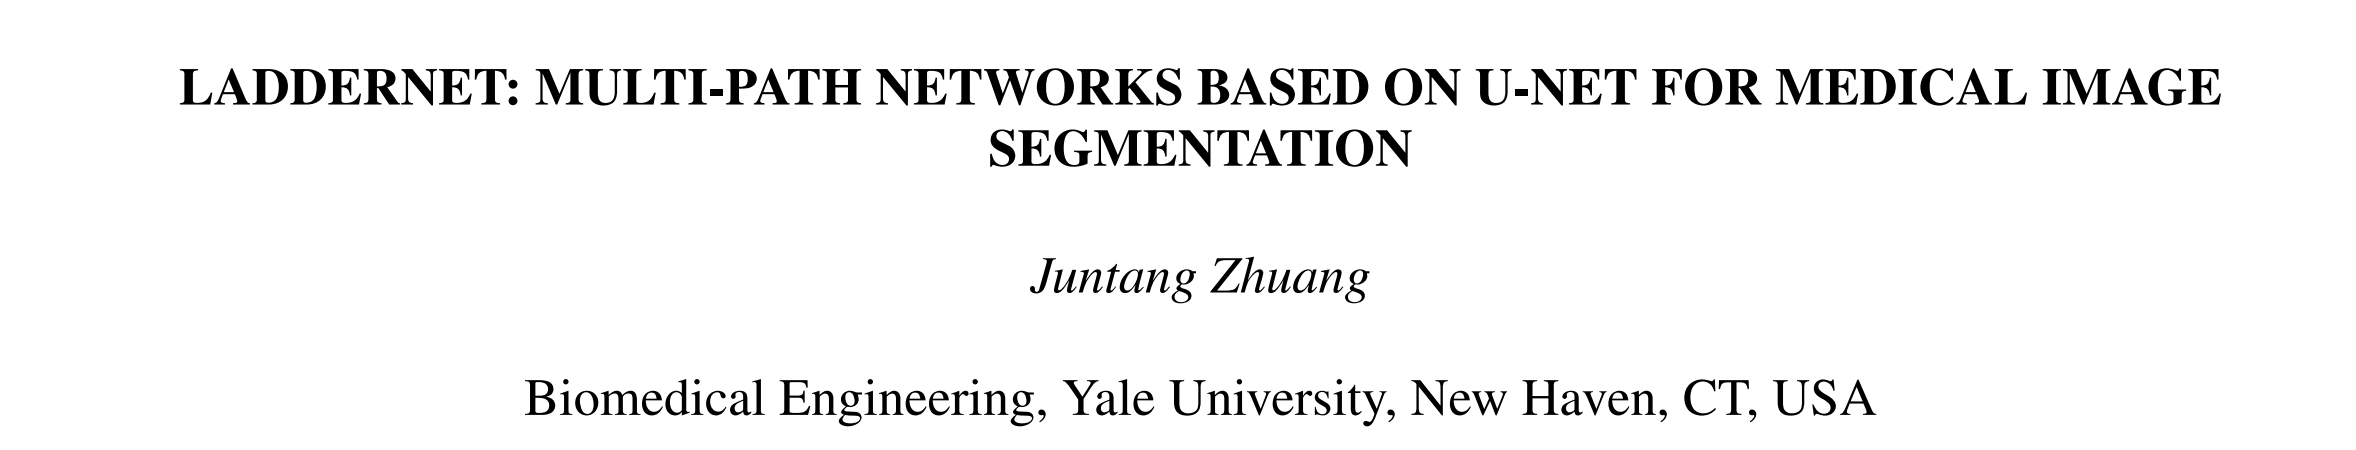 LADDERNET: MULTI-PATH NETWORKS BASED ON U-NET FOR MEDICAL IMAGE
SEGMENTATION
Juntang Zhuang
Biomedical Engineering, Yale University, New Haven, CT, USA